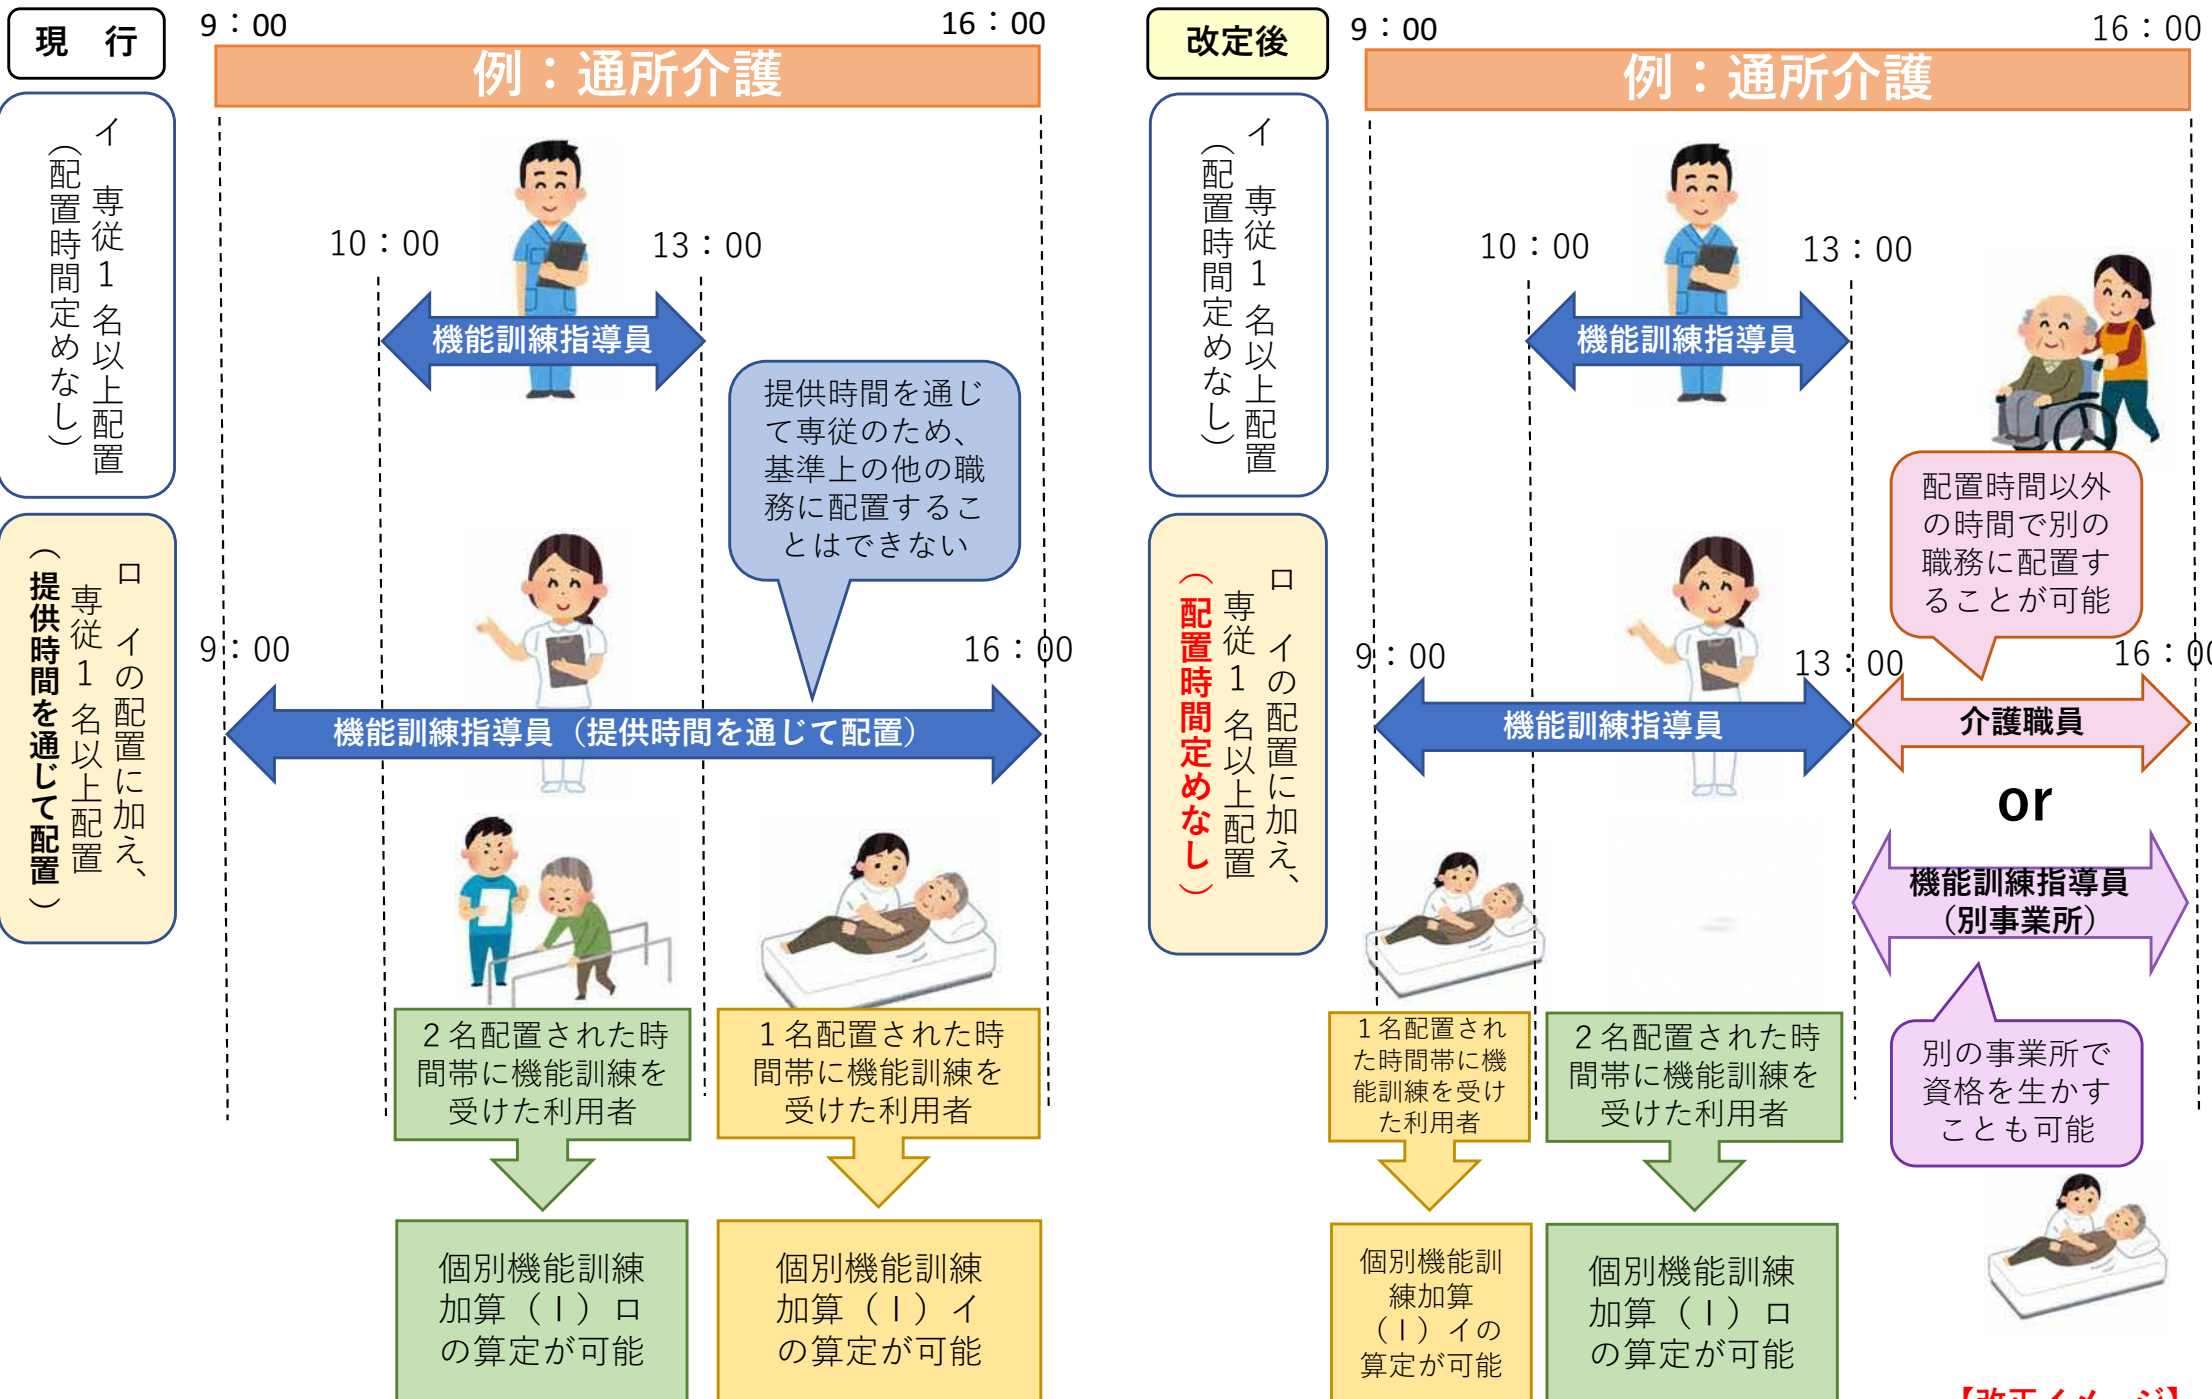 現　行
9：00
16：00
例：通所介護
イ　専従１名以上配置
（配置時間定めなし）
10：00
13：00
機能訓練指導員
提供時間を通じ
て専従のため、
基準上の他の職
務に配置するこ
とはできない
ロ　イの配置に加え、
専従１名以上配置
（提供時間を通じて配置）
9：00
16：00
機能訓練指導員（提供時間を通じて配置）
２名配置された時
間帯に機能訓練を
受けた利用者
１名配置された時
間帯に機能訓練を
受けた利用者
個別機能訓練
加算（Ⅰ）ロ
の算定が可能
個別機能訓練
加算（Ⅰ）イ
の算定が可能
改定後
9：00
16：00
例：通所介護
イ　専従１名以上配置
（配置時間定めなし）
10：00
13：00
機能訓練指導員
配置時間以外
の時間で別の
職務に配置す
ることが可能
ロ　イの配置に加え、
専従１名以上配置
（配置時間定めなし）
9：00
13：00
16：00
機能訓練指導員
介護職員
or
機能訓練指導員
（別事業所）
別の事業所で
資格を生かす
ことも可能
１名配置され
た時間帯に機
能訓練を受け
た利用者
２名配置された時
間帯に機能訓練を
受けた利用者
個別機能訓
練加算
（Ⅰ）イの
算定が可能
個別機能訓練
加算（Ⅰ）ロ
の算定が可能
【改正イメージ】